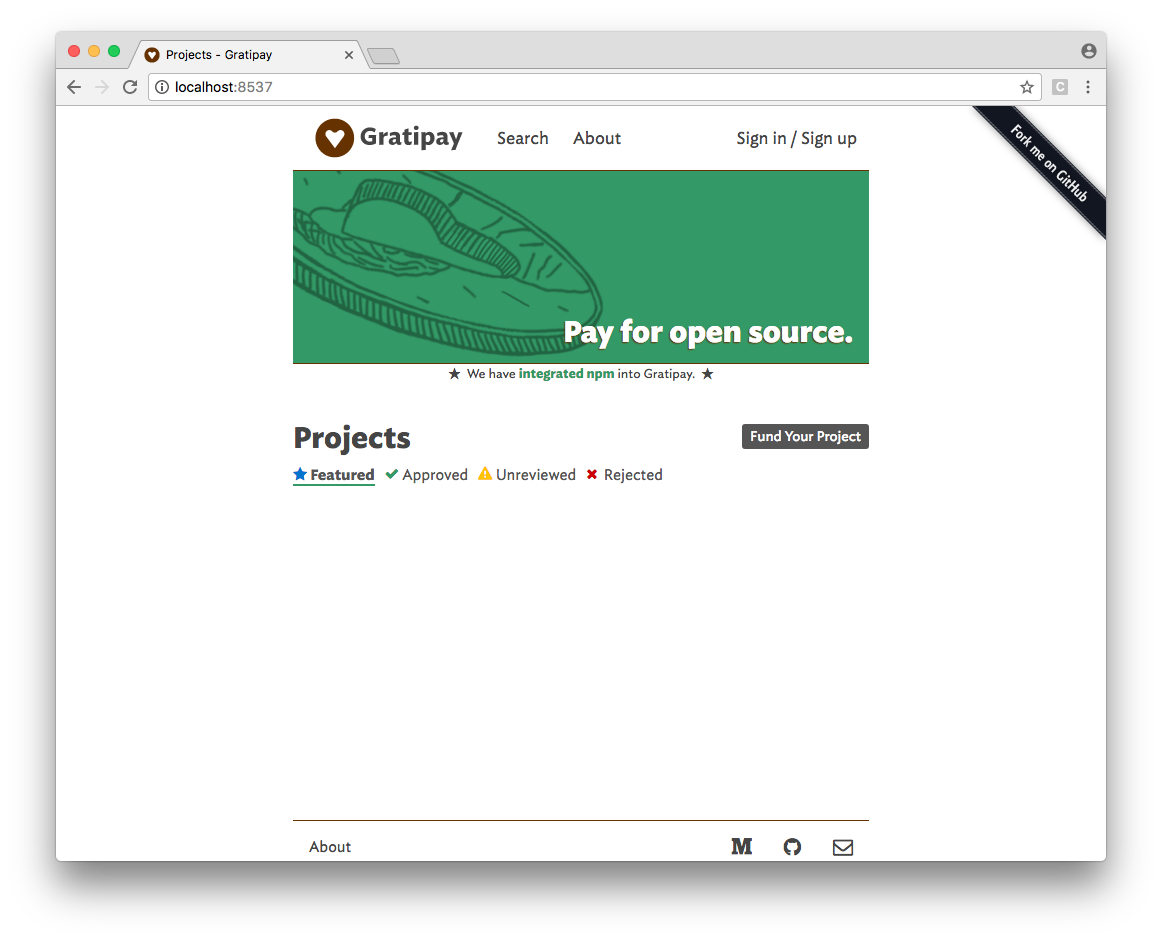 Projects - Gratipay
localhost:8537
C
Gratipay Search About Sign in / Sign up
Fork me on GitHub
Pay for open source.
★ We have integrated npm into Gratipay. ★
Projects Fund Your Project
Featured Approved Unreviewed Rejected
About M